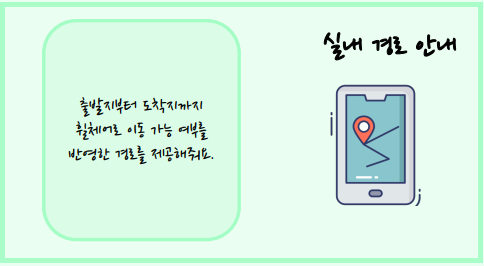 실내 경로 안내
출발지부터 도착지까지
휠체어로 이동 가능 여부를
반영한 경로를 제공해줘요.